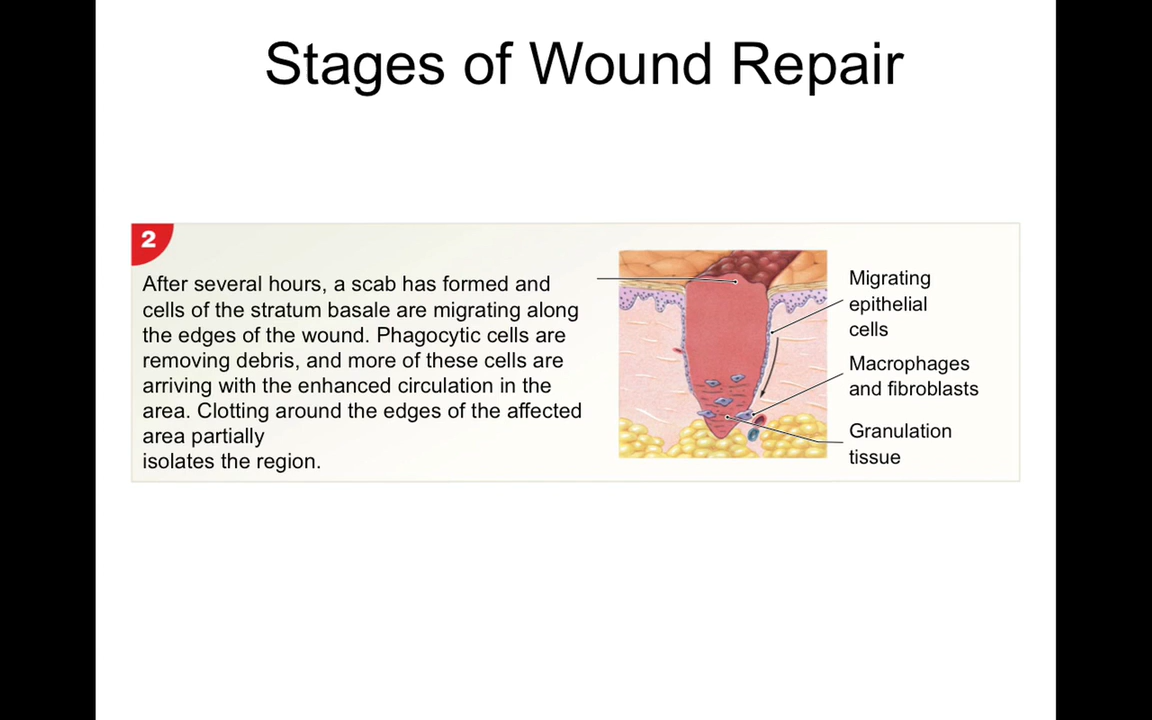 Stages of Wound Repair
2
After several hours, a scab has formed and
cells of the stratum basale are migrating along
the edges of the wound. Phagocytic cells are
removing debris, and more of these cells are
arriving with the enhanced circulation in the
area. Clotting around the edges of the affected
area partially
isolates the region.
Migrating
epithelial
cells
Macrophages
and fibroblasts
Granulation
tissue